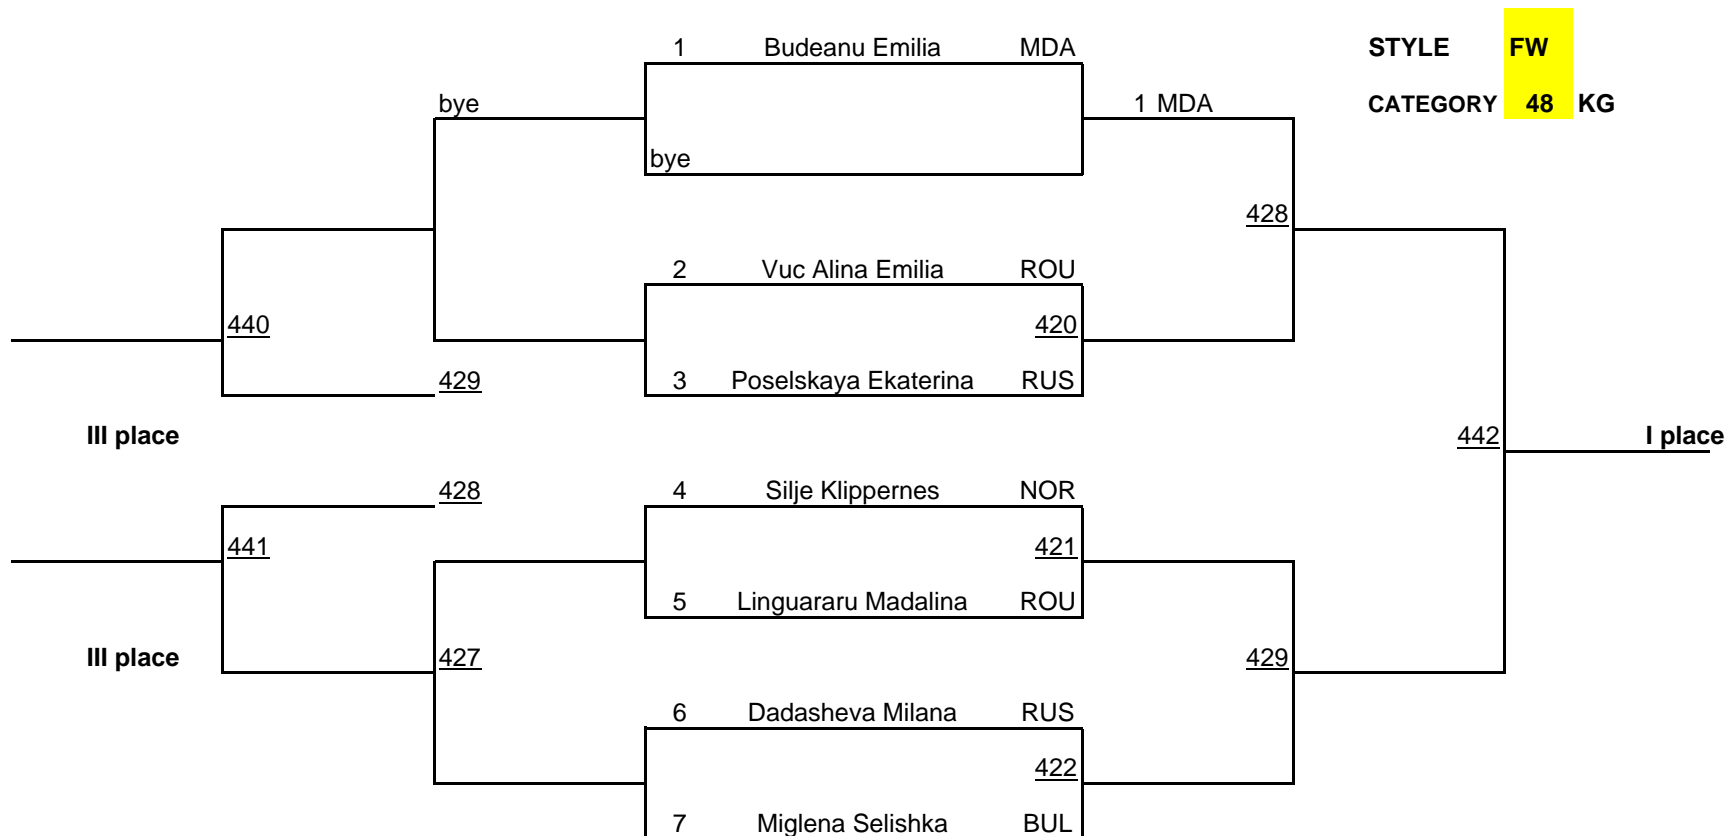 1 Budeanu Emilia MDA STYLE FW
bye 1 MDA CATEGORY 48 KG
bye
428
2 Vuc Alina Emilia ROU
440 420
429 3 Poselskaya Ekaterina RUS
III place 442 I place
428 4 Silje Klippernes NOR
441 421
5 Linguararu Madalina ROU
III place 427 429
6 Dadasheva Milana RUS
422
7 Miglena Selishka BUL